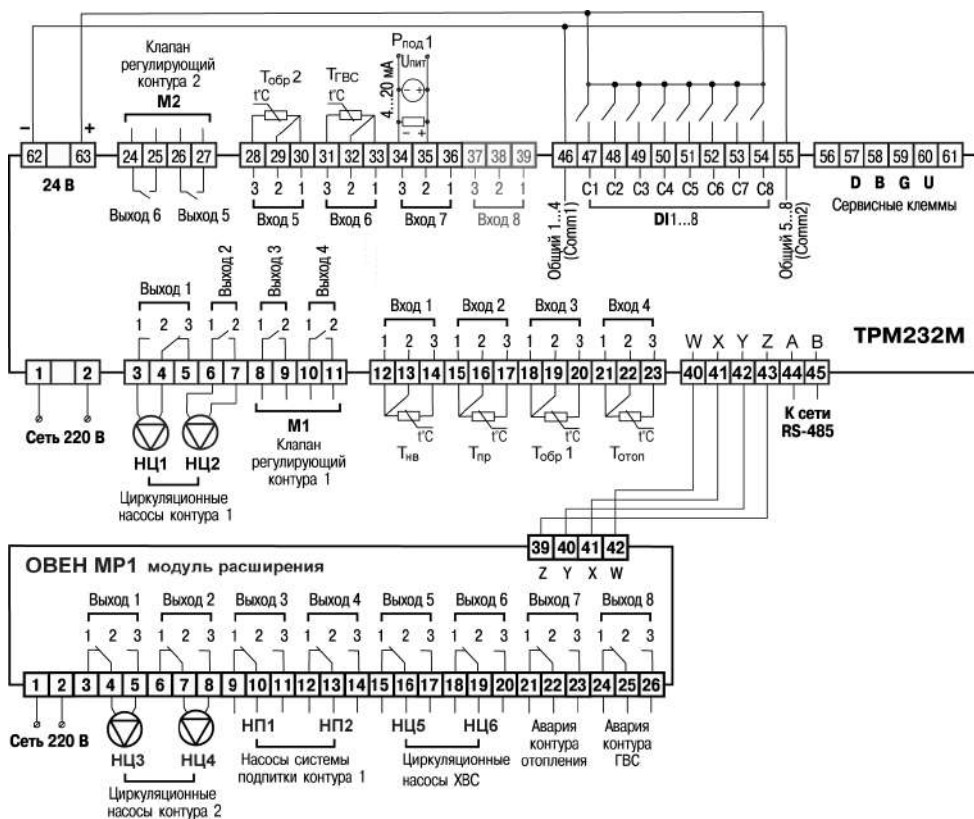 Клапан
регулирующий
контура 2
M2
Tобр 2
t°C
TГВС
t°C
Pпод 1
Uпит
4...20 мА
− +
− +
62 63
24 В
24 25 26 27
Выход 6 Выход 5
28 29 30 31 32 33 34 35 36 37 38 39
3 2 1 3 2 1 3 2 1 3 2 1
Вход 5 Вход 6 Вход 7 Вход 8
46 47 48 49 50 51 52 53 54 55
C1 C2 C3 C4 C5 C6 C7 C8
DI1...8
Общий 1...4
(Comm1)
Общий 5...8
(Comm2)
56 57 58 59 60 61
D B G U
Сервисные клеммы
Выход 1 Выход 2 Выход 3 Выход 4
1 2 3 1 2 1 2 1 2
Вход 1 Вход 2 Вход 3 Вход 4
1 2 3 1 2 3 1 2 3 1 2 3
W X Y Z A B
ТРМ232М
1 2
Сеть 220 В
3 4 5 6 7 8 9 10 11
12 13 14 15 16 17 18 19 20 21 22 23
40 41 42 43 44 45
К сети
RS-485
НЦ1 НЦ2
Циркуляционные
насосы контура 1
M1
Клапан
регулирующий
контура 1
t°C t°C t°C t°C
Tнв Tпр Tобр 1 Tотоп
39 40 41 42
Z Y X W
ОВЕН МР1 модуль расширения
Выход 1 Выход 2 Выход 3 Выход 4 Выход 5 Выход 6 Выход 7 Выход 8
1 2 3 1 2 3 1 2 3 1 2 3 1 2 3 1 2 3 1 2 3 1 2 3
1 2 3 4 5 6 7 8 9 10 11 12 13 14 15 16 17 18 19 20 21 22 23 24 25 26
Сеть 220 В
НЦ3 НЦ4
Циркуляционные
насосы контура 2
НП1 НП2
Насосы системы
подпитки контура 1
НЦ5 НЦ6
Циркуляционные
насосы ХВС
Авария
контура
отопления
Авария
контура
ГВС